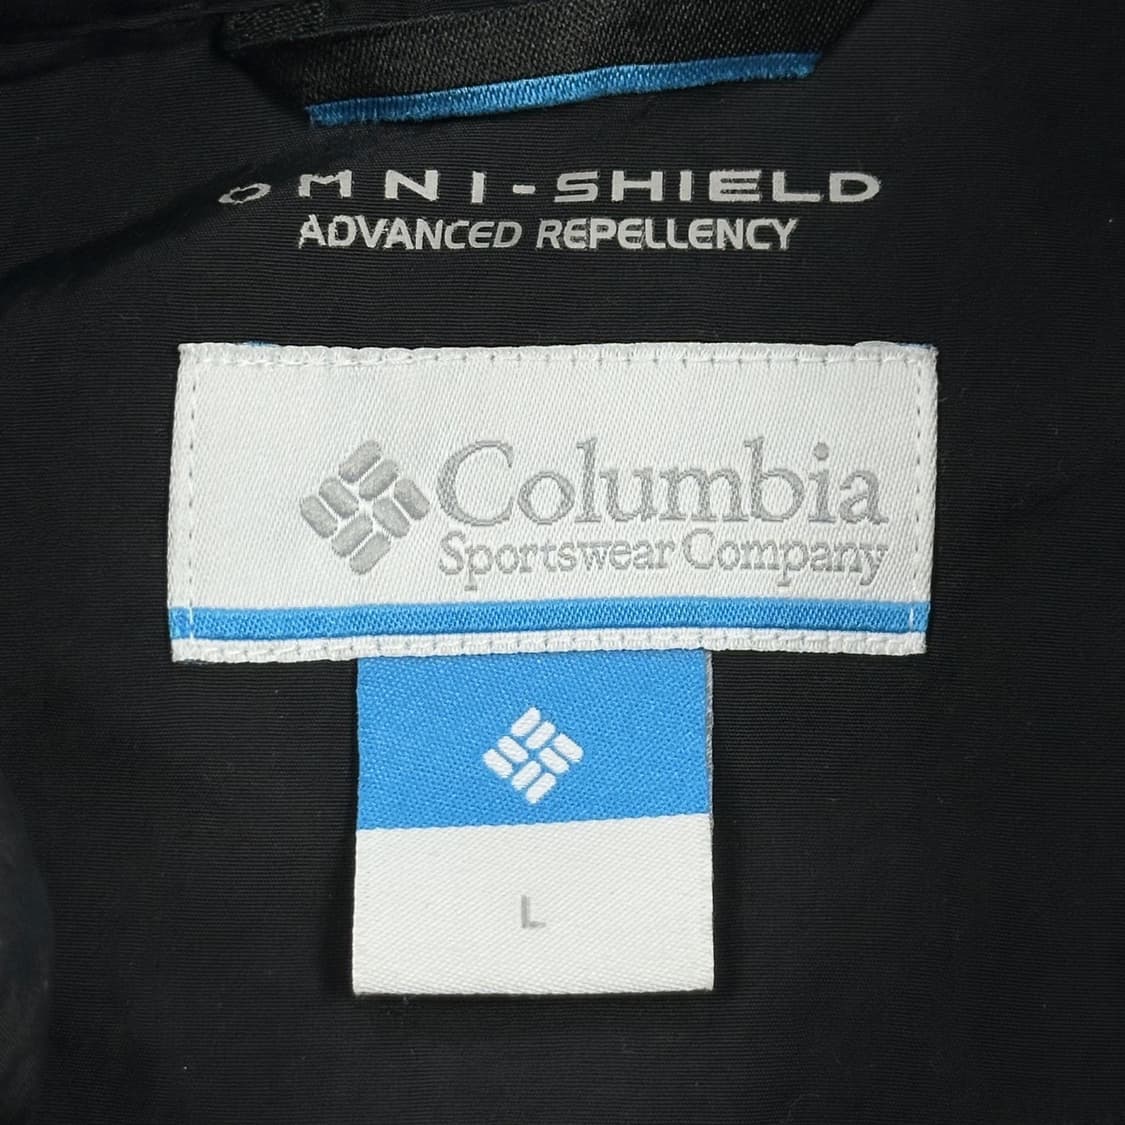 OMNI-SHIELD
ADVANCED REPELLENCY
Columbia
Sportswear Company
L